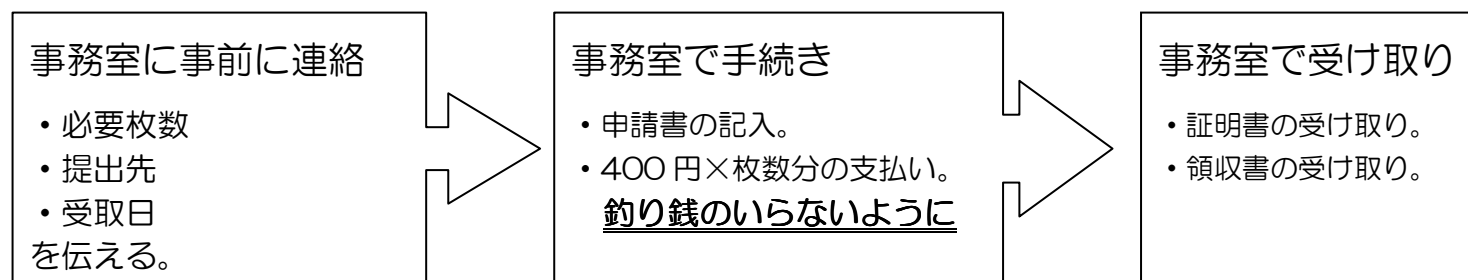 事務室に事前に連絡
・必要枚数
・提出先
・受取日
を伝える。
事務室で手続き
・申請書の記入。
・400円×枚数分の支払い。
釣り銭のいらないように
事務室で受け取り
・証明書の受け取り。
・領収書の受け取り。